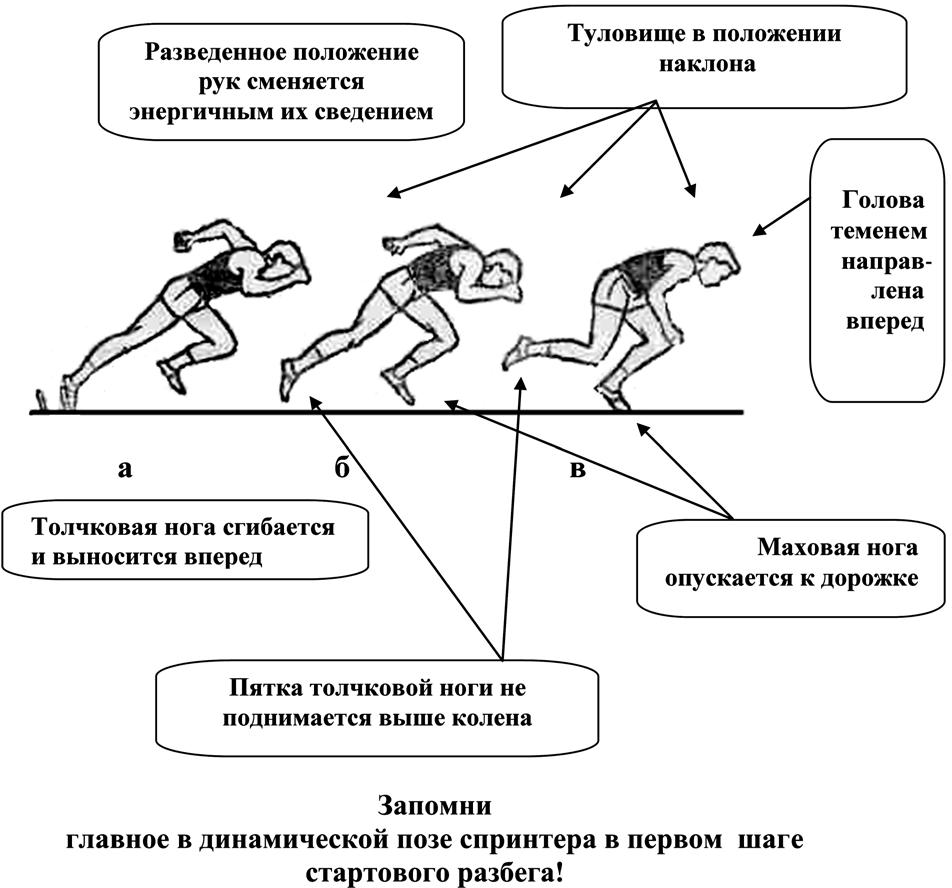 Разведенное положение
рук сменяется
энергичным их сведением
Туловище в положении
наклона
Голова
теменем
направ-
лена
вперед
а
б
в
Толчковая нога сгибается
и выносится вперед
Маховая нога
опускается к дорожке
Пятка толчковой ноги не
поднимается выше колена
Запомни
главное в динамической позе спринтера в первом шаге
стартового разбега!